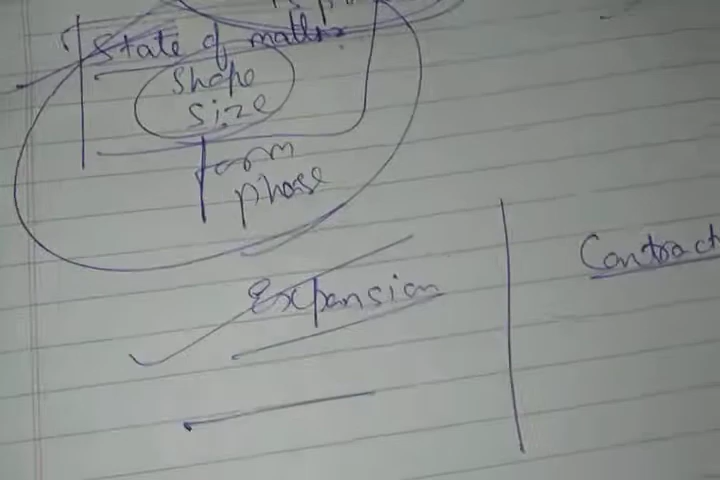 State of matter
Shape
Size
form
phase
Expansion
Contract